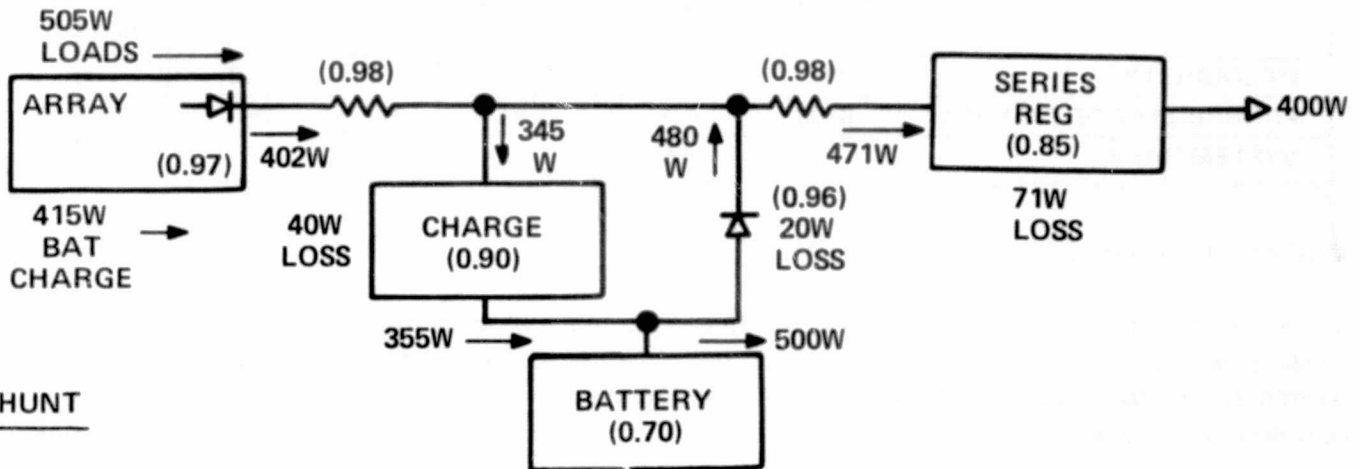 505W
LOADS
ARRAY
(0.97)
402W
415W
BAT
CHARGE
(0.98)
345
W
40W
LOSS
CHARGE
(0.90)
480
W
(0.96)
20W
LOSS
(0.98)
471W
SERIES
REG
(0.85)
71W
LOSS
400W
355W
500W
BATTERY
(0.70)
HUNT